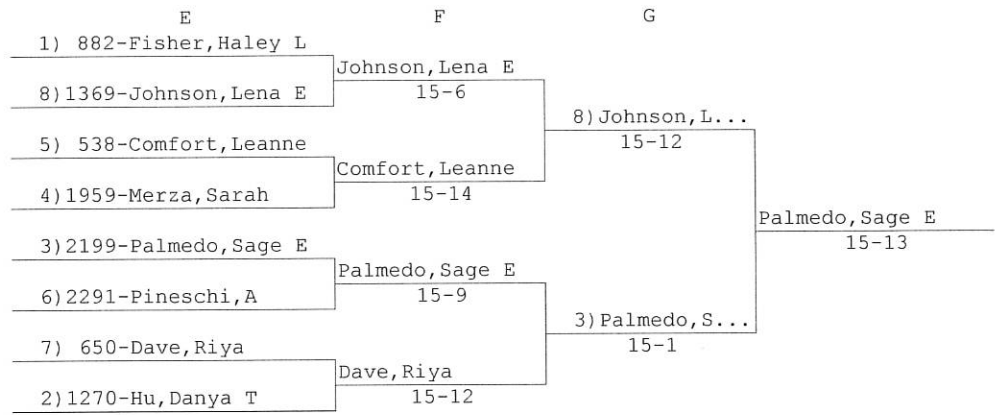 E F G
1) 882-Fisher,Haley L
Johnson,Lena E
15-6
8)1369-Johnson,Lena E
8)Johnson,L...
15-12
5) 538-Comfort,Leanne
Comfort,Leanne
15-14
4)1959-Merza,Sarah
Palmedo,Sage E
15-13
3)2199-Palmedo,Sage E
Palmedo,Sage E
15-9
6)2291-Pineschi,A
3)Palmedo,S...
15-1
7) 650-Dave,Riya
Dave,Riya
15-12
2)1270-Hu,Danya T